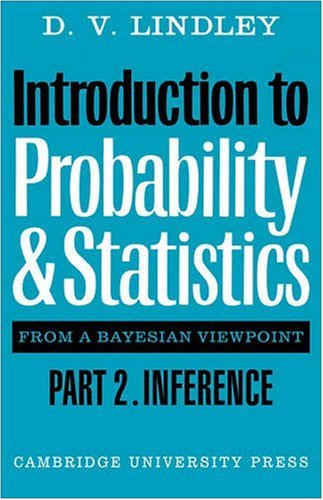 D. V. LINDLEY
Introduction to
Probability
& Statistics
FROM A BAYESIAN VIEWPOINT
PART 2. INFERENCE
CAMBRIDGE UNIVERSITY PRESS